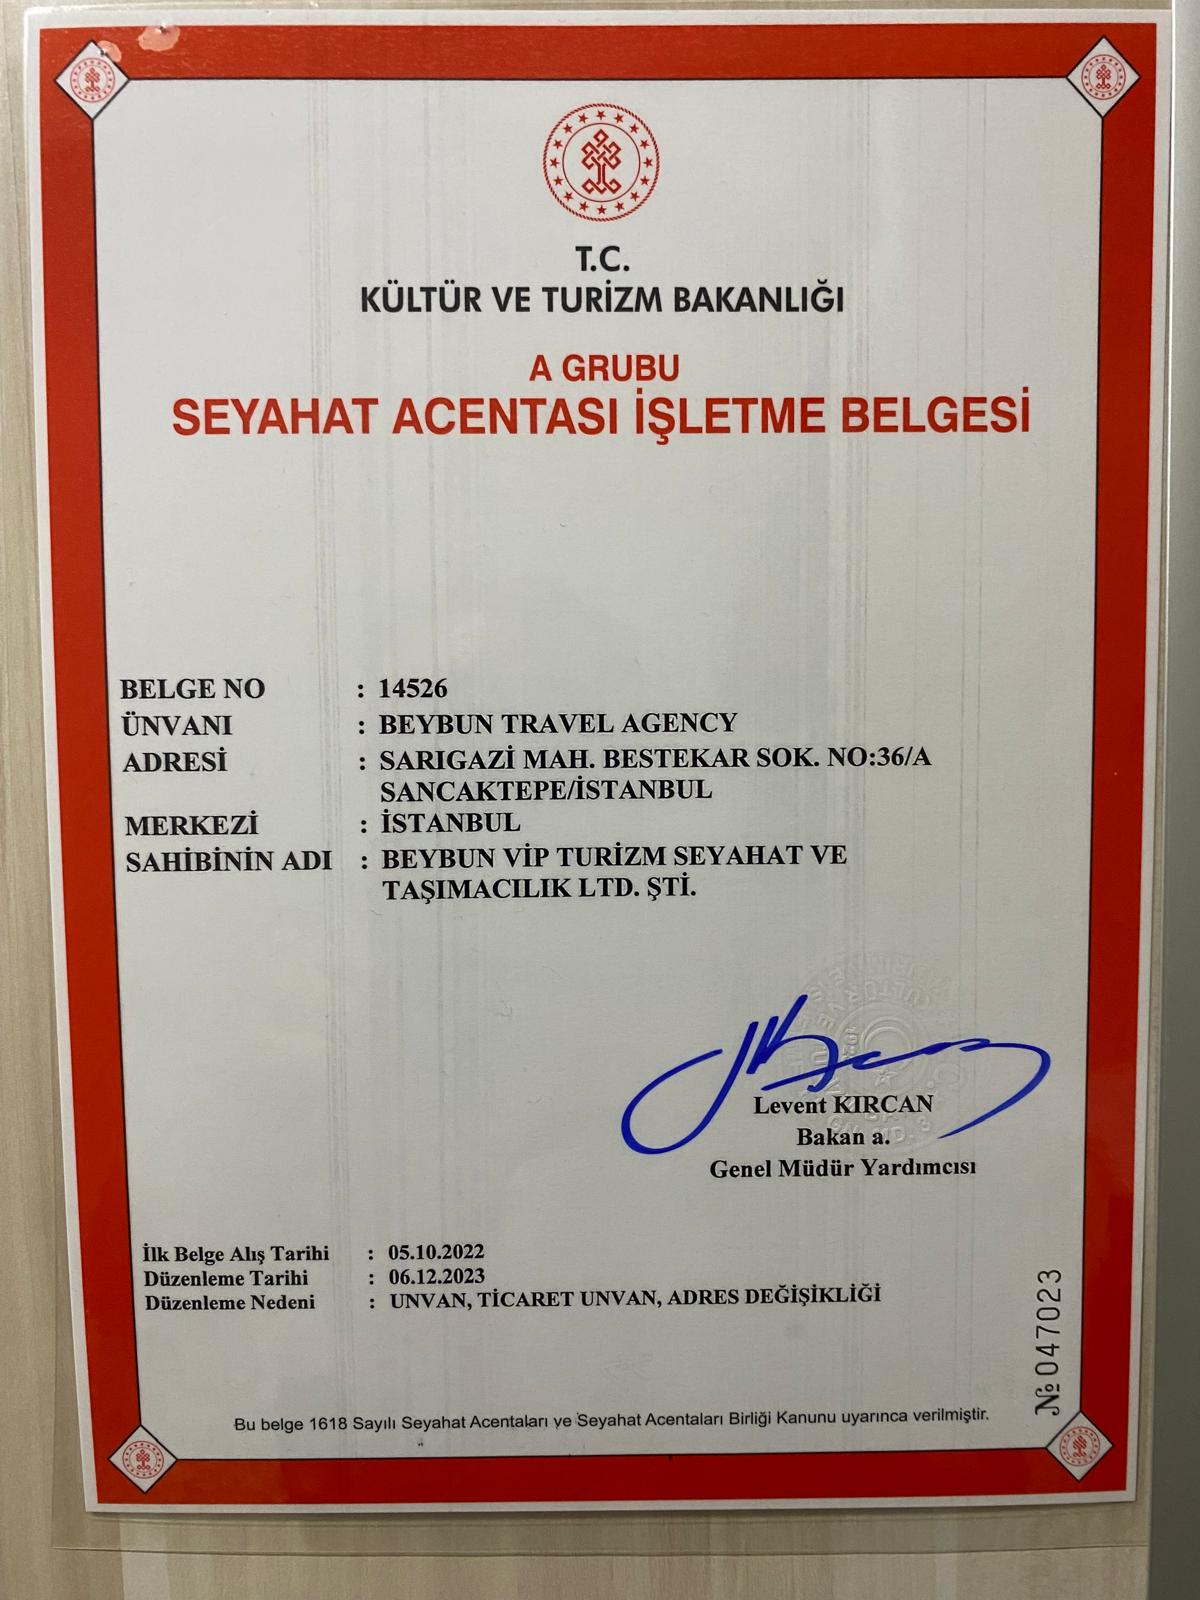 T.C.
KÜLTÜR VE TURİZM BAKANLIĞI
A GRUBU
SEYAHAT ACENTASI İŞLETME BELGESİ
BELGE NO : 14526
ÜNVANI : BEYBUN TRAVEL AGENCY
ADRESİ : SARIGAZİ MAH. BESTEKAR SOK. NO:36/A
SANCAKTEPE/İSTANBUL
MERKEZİ : İSTANBUL
SAHİBİNİN ADI : BEYBUN VİP TURİZM SEYAHAT VE
TAŞIMACILIK LTD. ŞTİ.
Levent KIRCAN
Bakan a.
Genel Müdür Yardımcısı
İlk Belge Alış Tarihi : 05.10.2022
Düzenleme Tarihi : 06.12.2023
Düzenleme Nedeni : UNVAN, TİCARET UNVAN, ADRES DEĞİŞİKLİĞİ
№ 047023
Bu belge 1618 Sayılı Seyahat Acentaları ve Seyahat Acentaları Birliği Kanunu uyarınca verilmiştir.